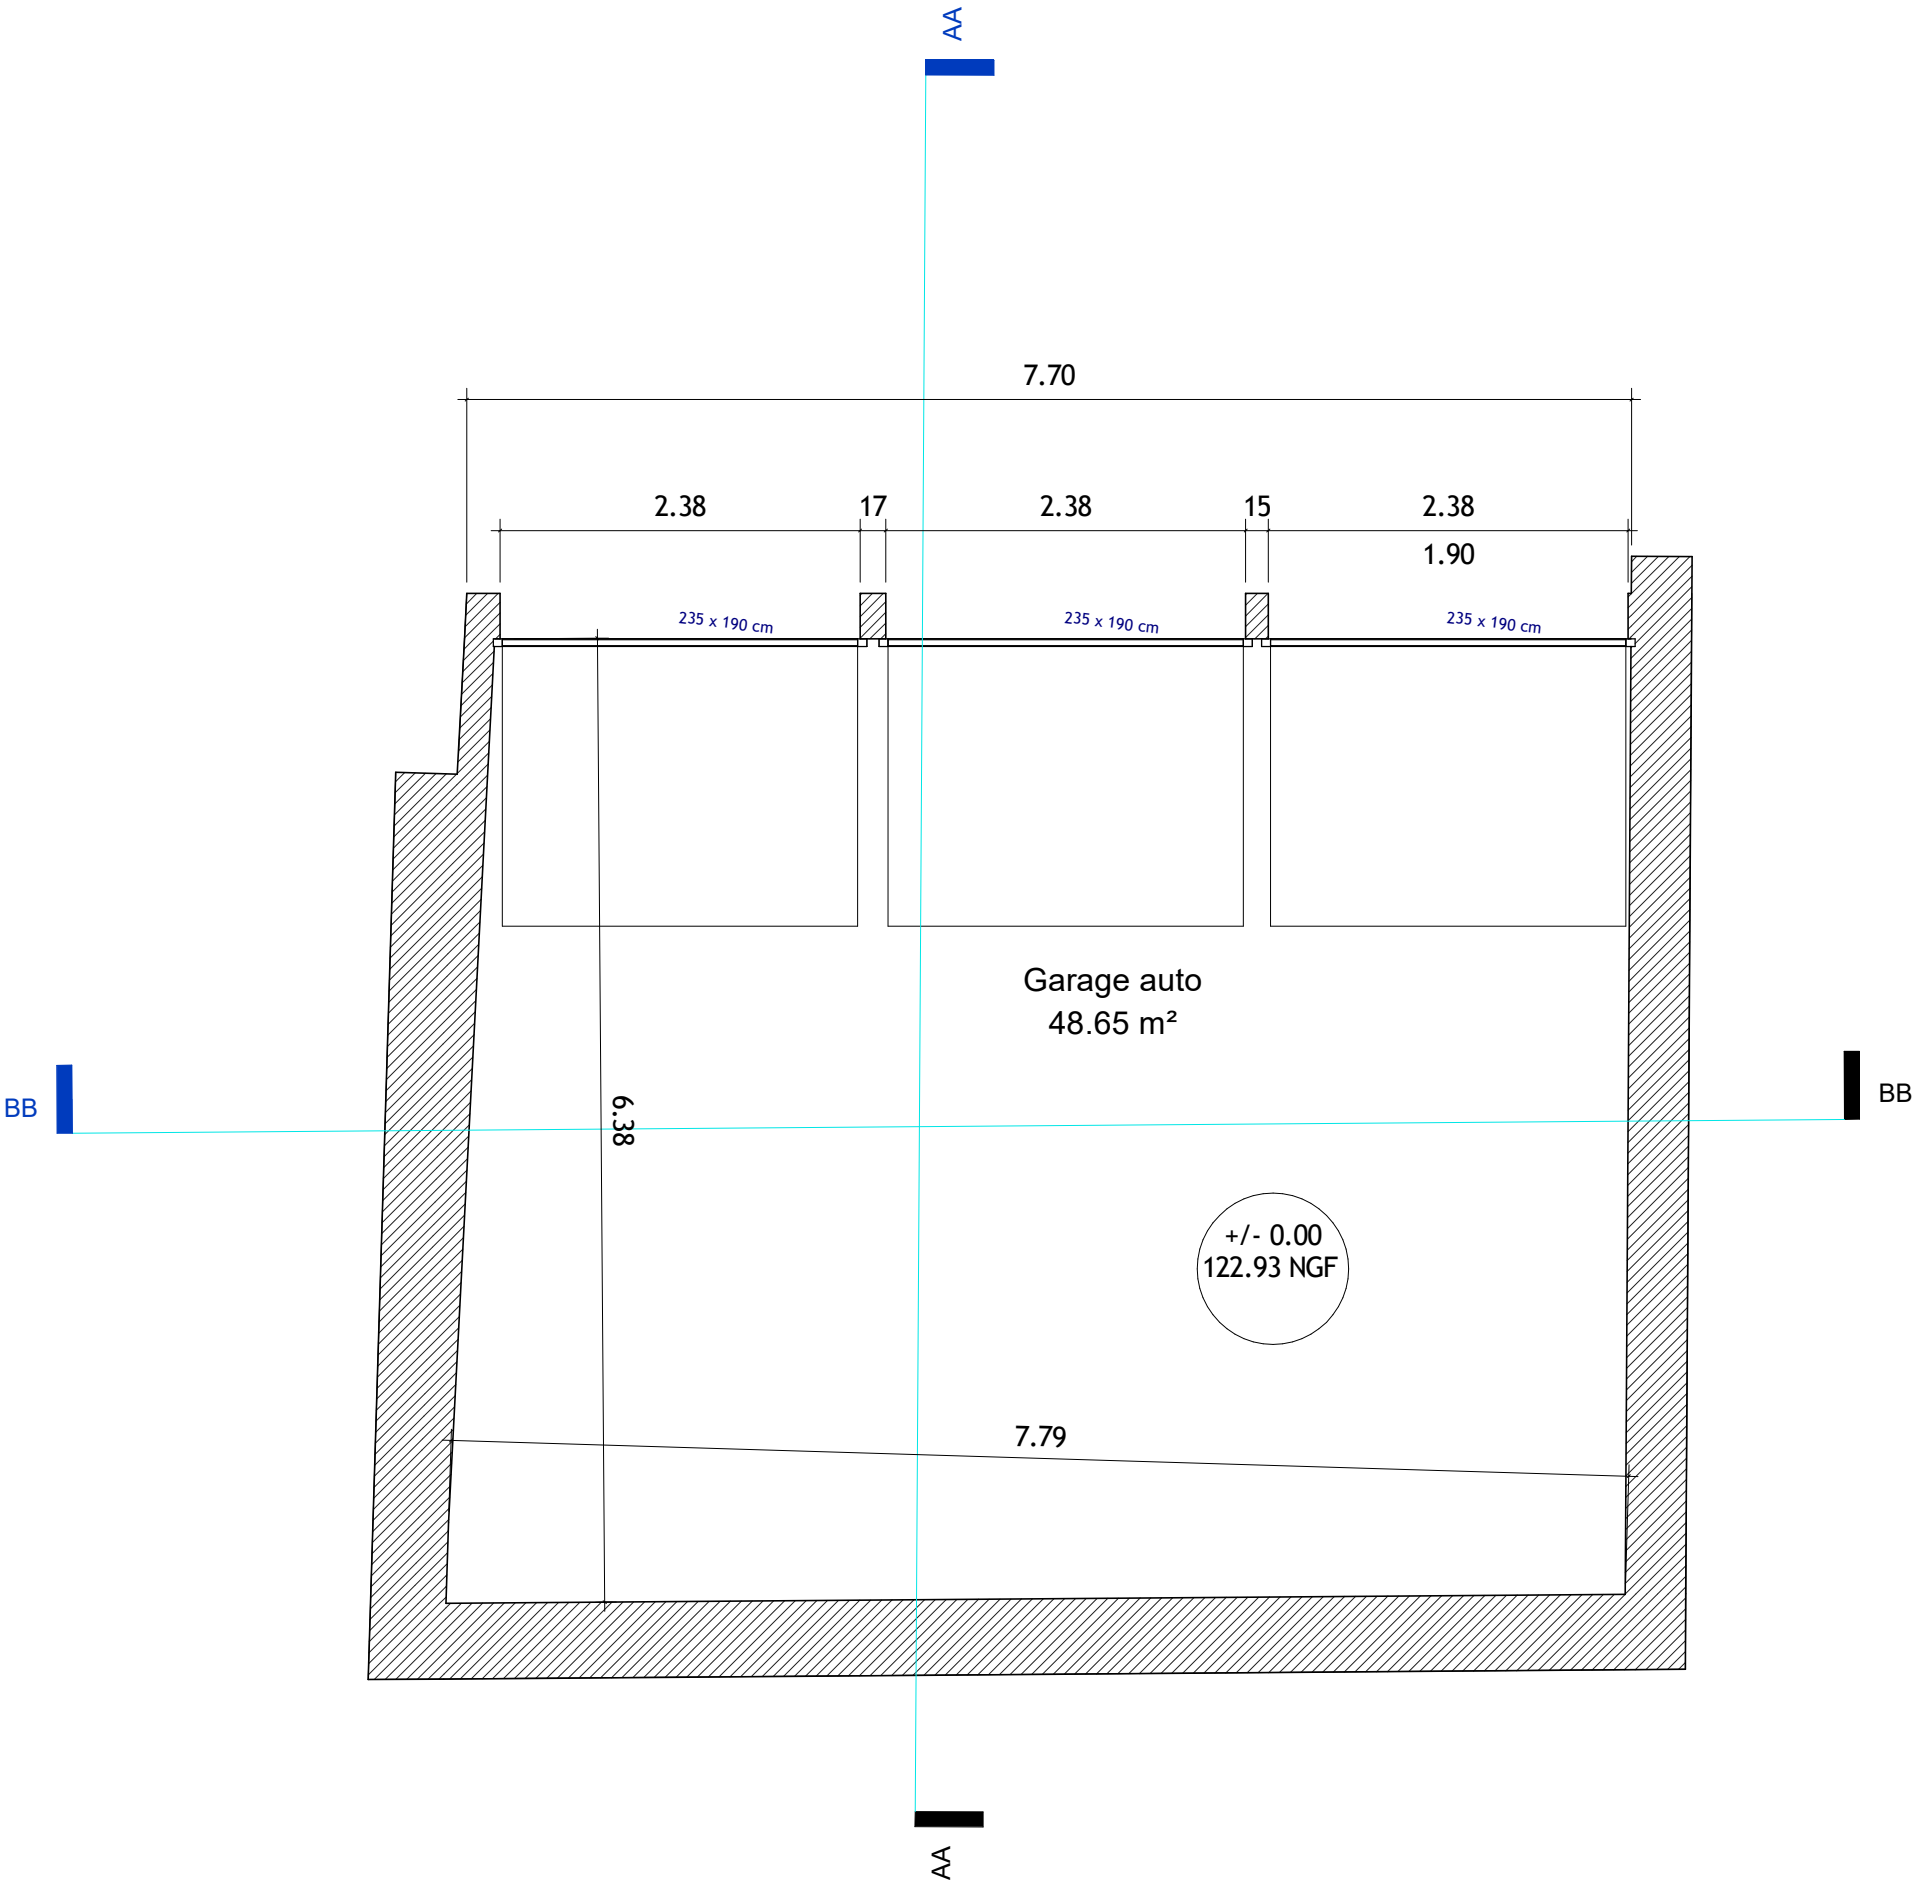 AA
7.70
2.38
17
2.38
15
2.38
1.90
235 x 190 cm
235 x 190 cm
235 x 190 cm
Garage auto
48.65 m²
BB
BB
6.38
+/- 0.00
122.93 NGF
7.79
AA